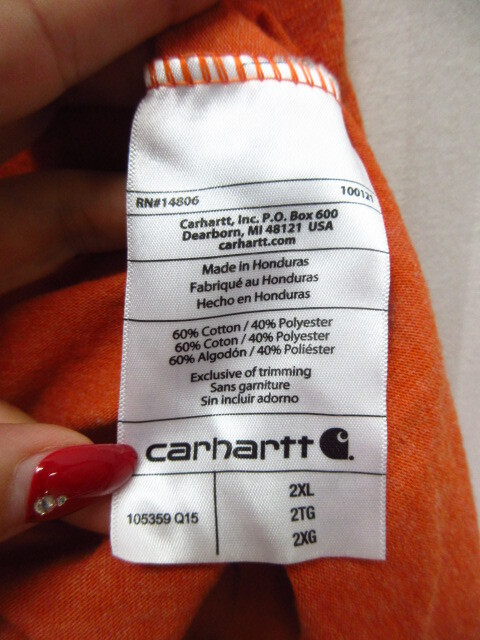 RN#14806 100121
Carhartt, Inc. P.O. Box 600
Dearborn, MI 48121 USA
carhartt.com
Made in Honduras
Fabriqué au Honduras
Hecho en Honduras
60% Cotton / 40% Polyester
60% Coton / 40% Polyester
60% Algodón / 40% Poliéster
Exclusive of trimming
Sans garniture
Sin incluir adorno
carhartt
105359 Q15
2XL
2TG
2XG